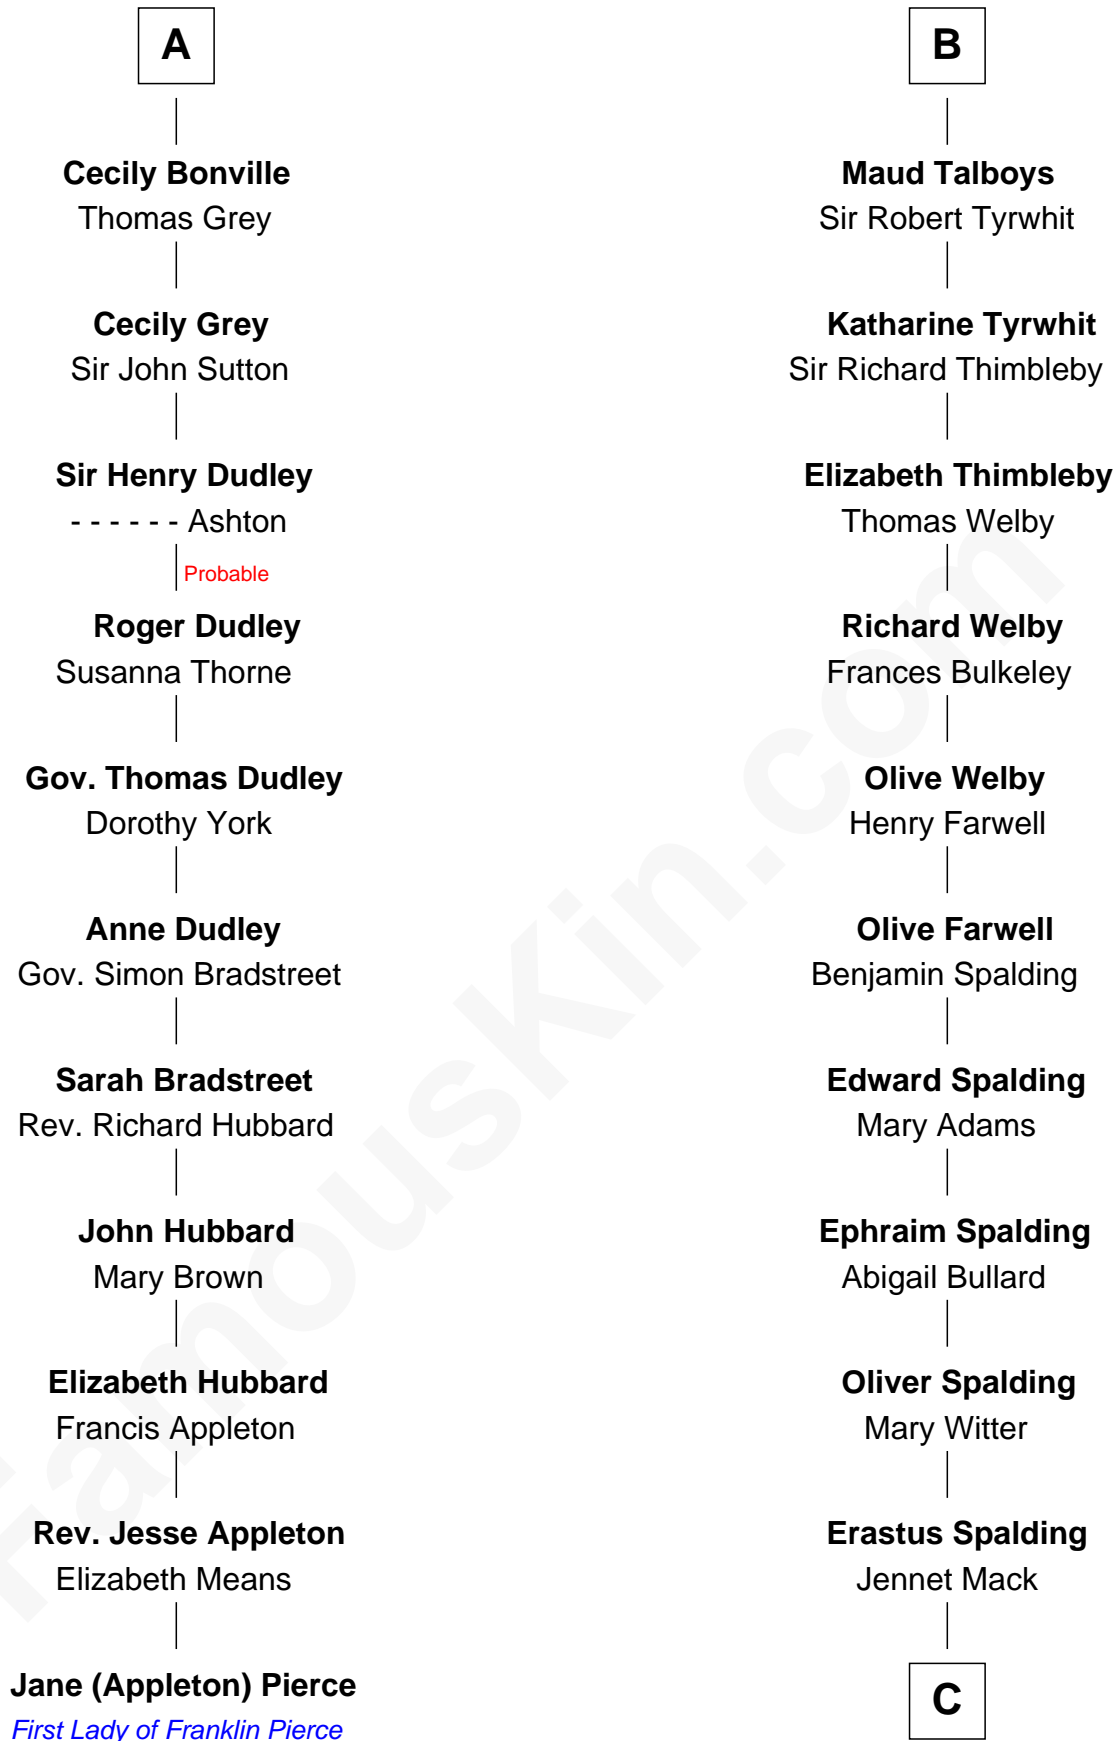 A
Cecily Bonville
Thomas Grey
Cecily Grey
Sir John Sutton
Sir Henry Dudley
- - - - - - Ashton
Probable
Roger Dudley
Susanna Thorne
Gov. Thomas Dudley
Dorothy York
Anne Dudley
Gov. Simon Bradstreet
Sarah Bradstreet
Rev. Richard Hubbard
John Hubbard
Mary Brown
Elizabeth Hubbard
Francis Appleton
Rev. Jesse Appleton
Elizabeth Means
Jane (Appleton) Pierce
First Lady of Franklin Pierce
B
Maud Talboys
Sir Robert Tyrwhit
Katharine Tyrwhit
Sir Richard Thimbleby
Elizabeth Thimbleby
Thomas Welby
Richard Welby
Frances Bulkeley
Olive Welby
Henry Farwell
Olive Farwell
Benjamin Spalding
Edward Spalding
Mary Adams
Ephraim Spalding
Abigail Bullard
Oliver Spalding
Mary Witter
Erastus Spalding
Jennet Mack
C
FamousKin.com